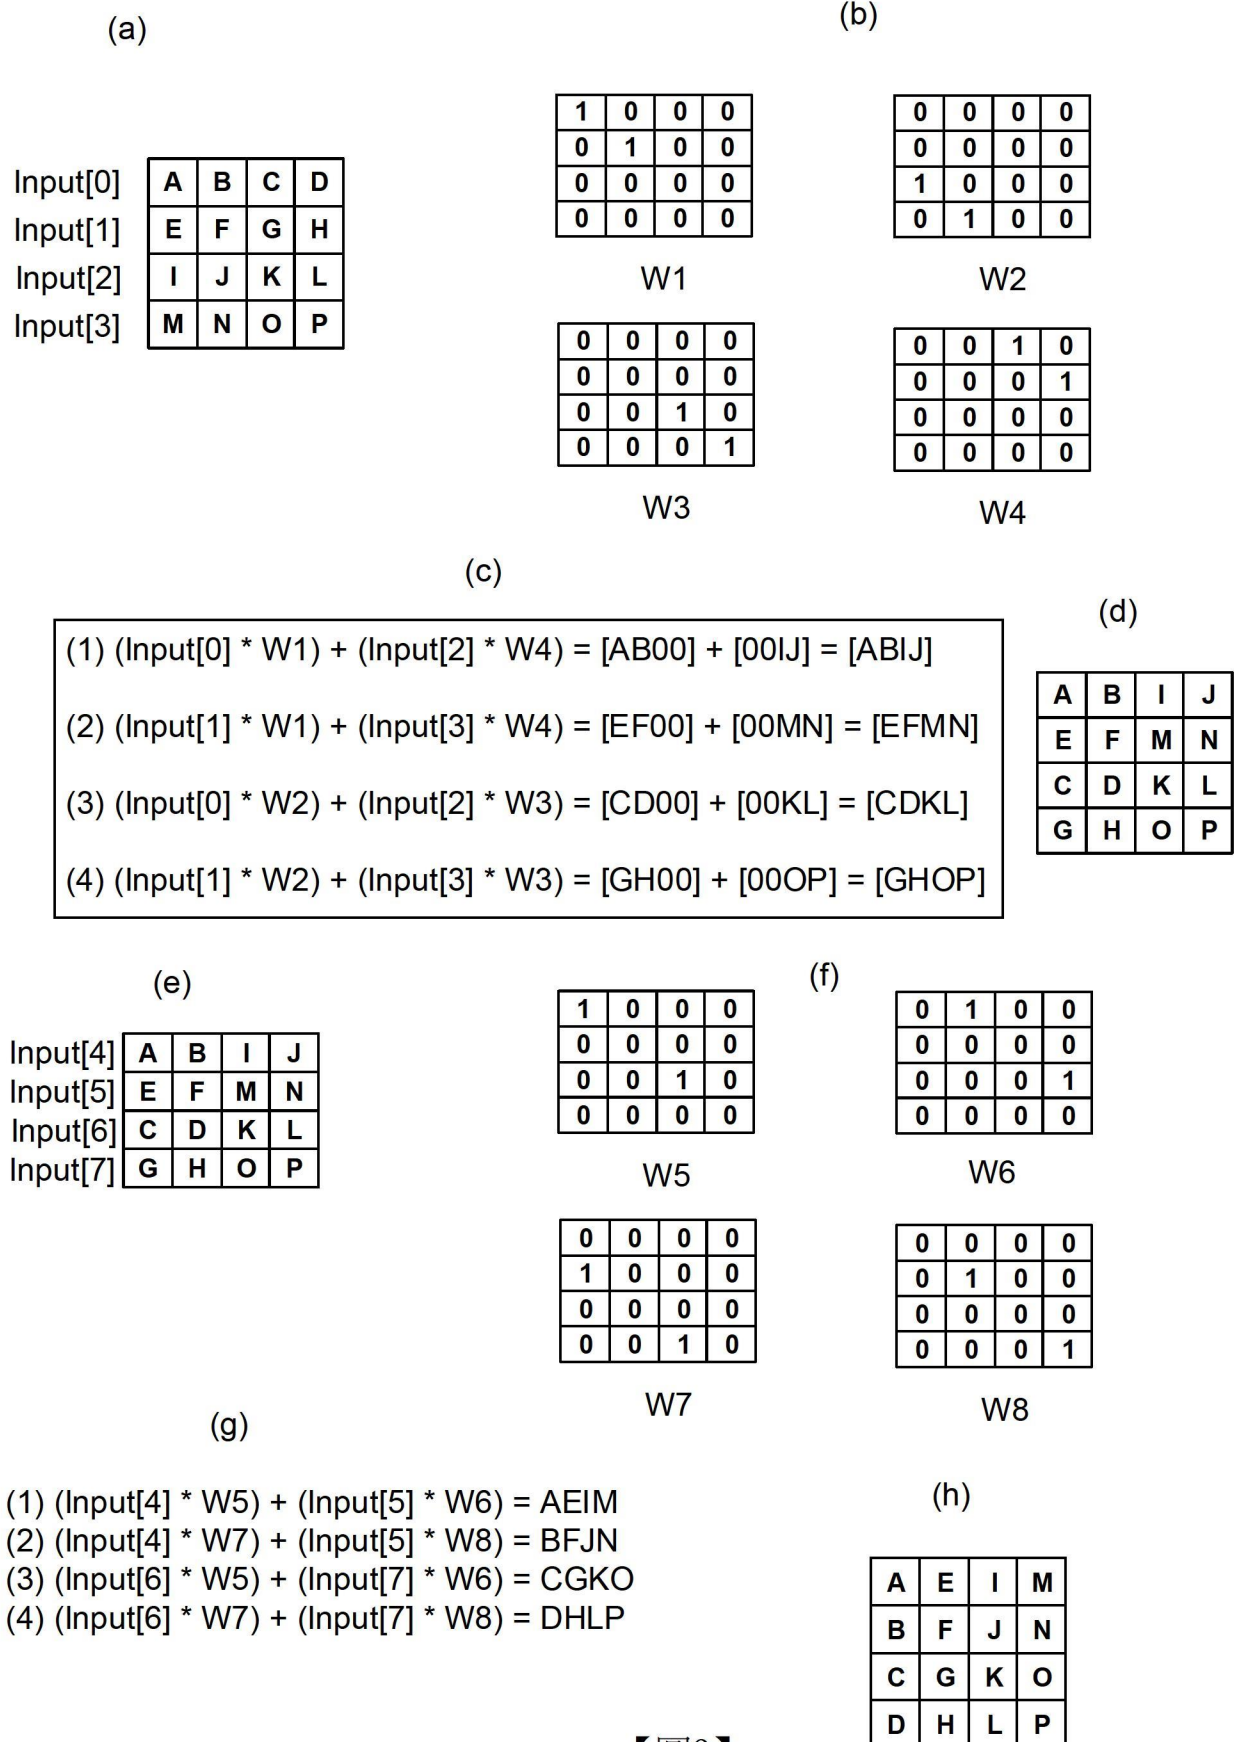 (a)
Input[0] A B C D
Input[1] E F G H
Input[2] I J K L
Input[3] M N O P
(b)
1 0 0 0
0 1 0 0
0 0 0 0
0 0 0 0
W1
0 0 0 0
0 0 0 0
1 0 0 0
0 1 0 0
W2
0 0 0 0
0 0 0 0
0 0 1 0
0 0 0 1
W3
0 0 1 0
0 0 0 1
0 0 0 0
0 0 0 0
W4
(c)
(1) (Input[0] * W1) + (Input[2] * W4) = [AB00] + [00IJ] = [ABIJ]
(2) (Input[1] * W1) + (Input[3] * W4) = [EF00] + [00MN] = [EFMN]
(3) (Input[0] * W2) + (Input[2] * W3) = [CD00] + [00KL] = [CDKL]
(4) (Input[1] * W2) + (Input[3] * W3) = [GH00] + [00OP] = [GHOP]
(d)
A B I J
E F M N
C D K L
G H O P
(e)
Input[4] A B I J
Input[5] E F M N
Input[6] C D K L
Input[7] G H O P
(f)
1 0 0 0
0 0 0 0
0 0 1 0
0 0 0 0
W5
0 1 0 0
0 0 0 0
0 0 0 1
0 0 0 0
W6
0 0 0 0
1 0 0 0
0 0 0 0
0 0 1 0
W7
0 0 0 0
0 1 0 0
0 0 0 0
0 0 0 1
W8
(g)
(1) (Input[4] * W5) + (Input[5] * W6) = AEIM
(2) (Input[4] * W7) + (Input[5] * W8) = BFJN
(3) (Input[6] * W5) + (Input[7] * W6) = CGKO
(4) (Input[6] * W7) + (Input[7] * W8) = DHLP
(h)
A E I M
B F J N
C G K O
D H L P